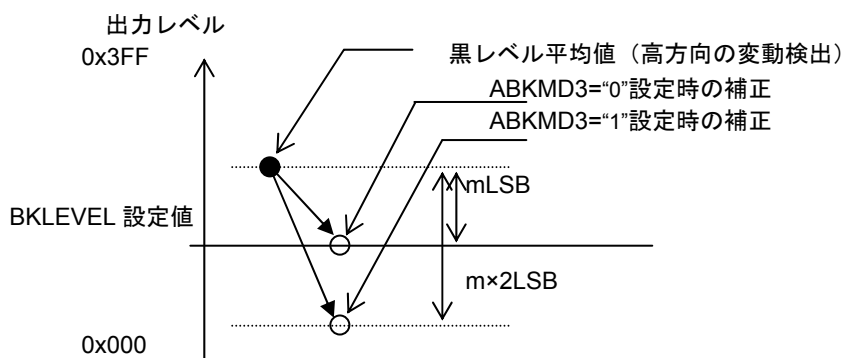 出力レベル
0x3FF
黒レベル平均値（高方向の変動検出）
ABKMD3=“0”設定時の補正
ABKMD3=“1”設定時の補正
mLSB
BKLEVEL 設定値
m×2LSB
0x000